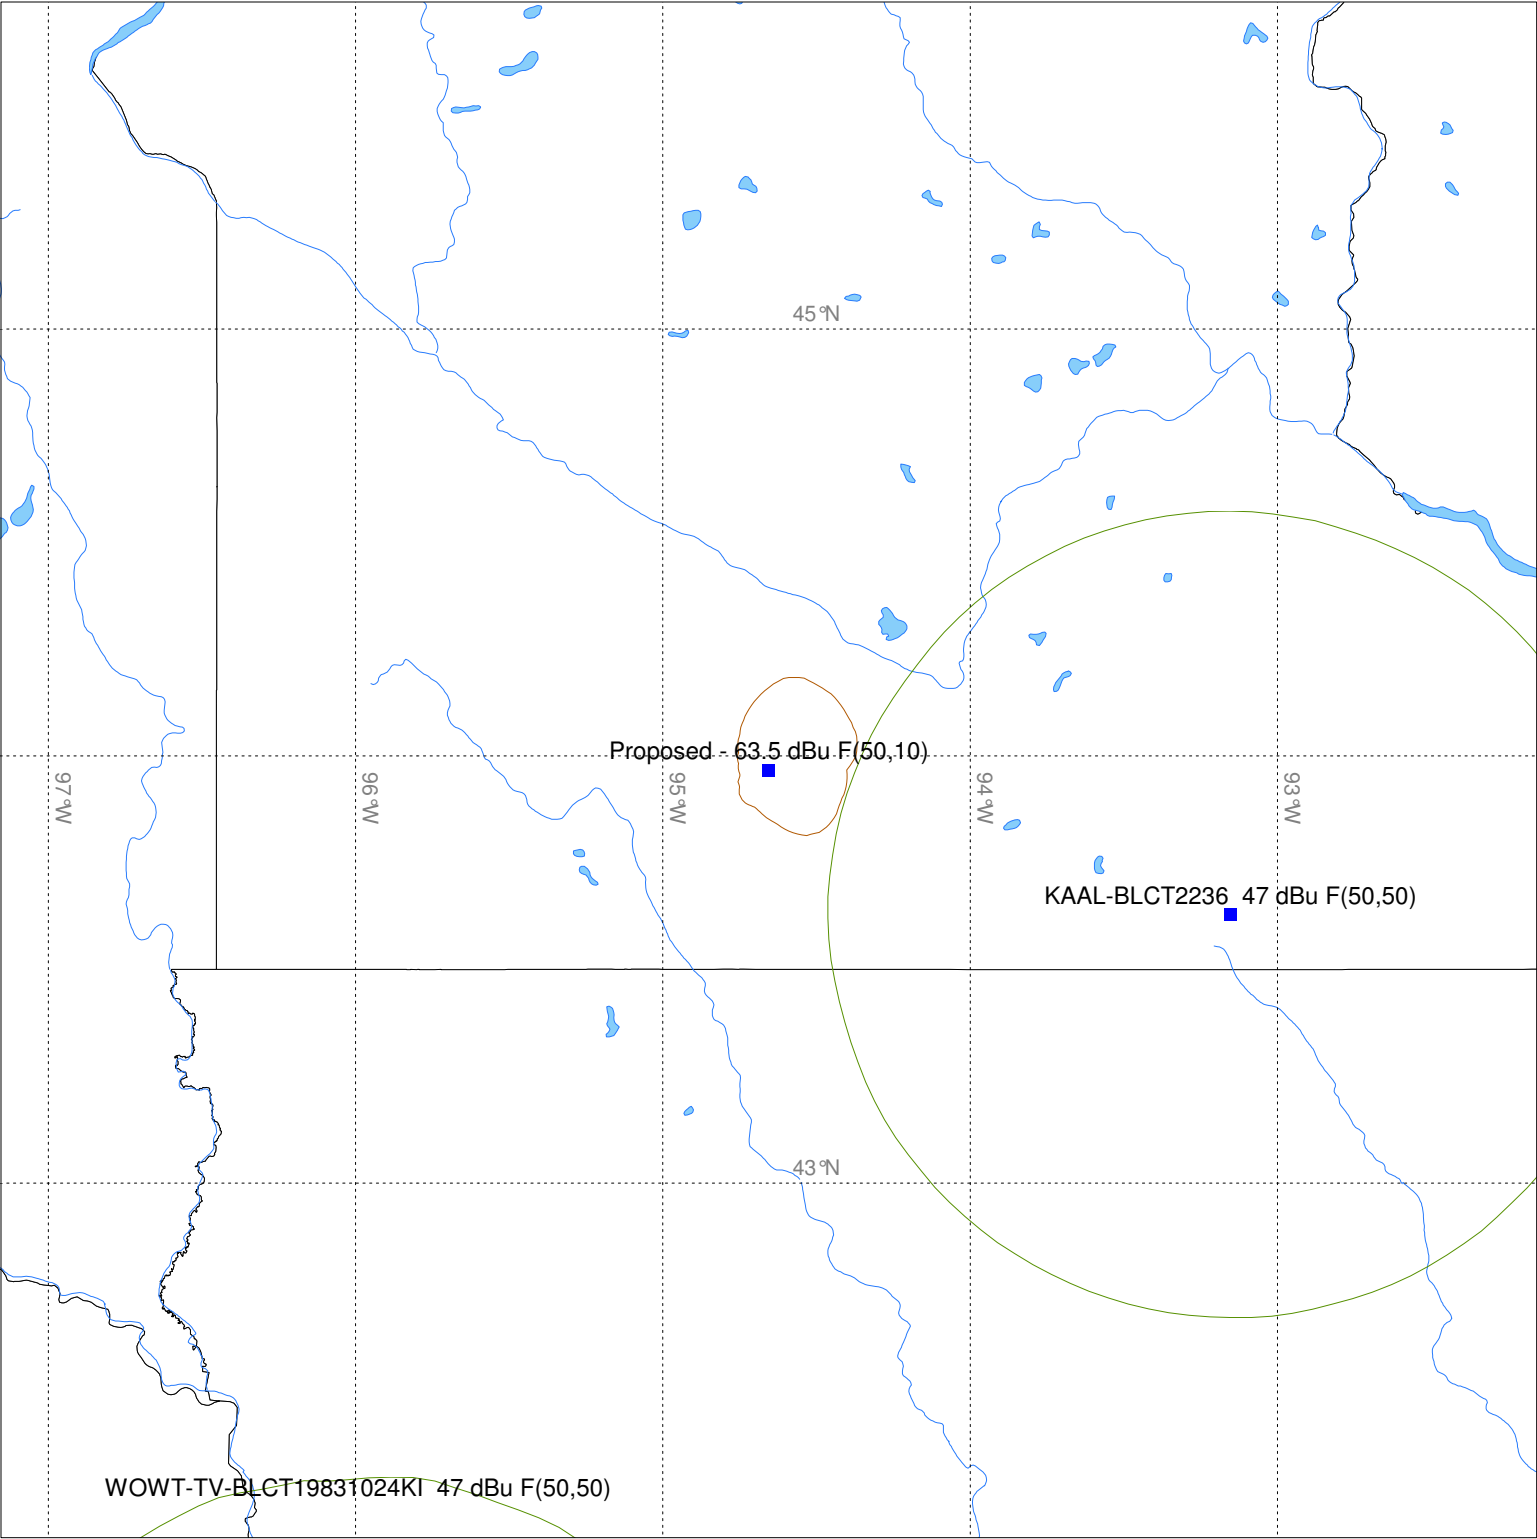 45°N
Proposed - 63.5 dBu F(50,10)
97°W
96°W
95°W
94°W
93°W
KAAL-BLCT2236  47 dBu F(50,50)
43°N
WOWT-TV-BLCT19831024KI  47 dBu F(50,50)